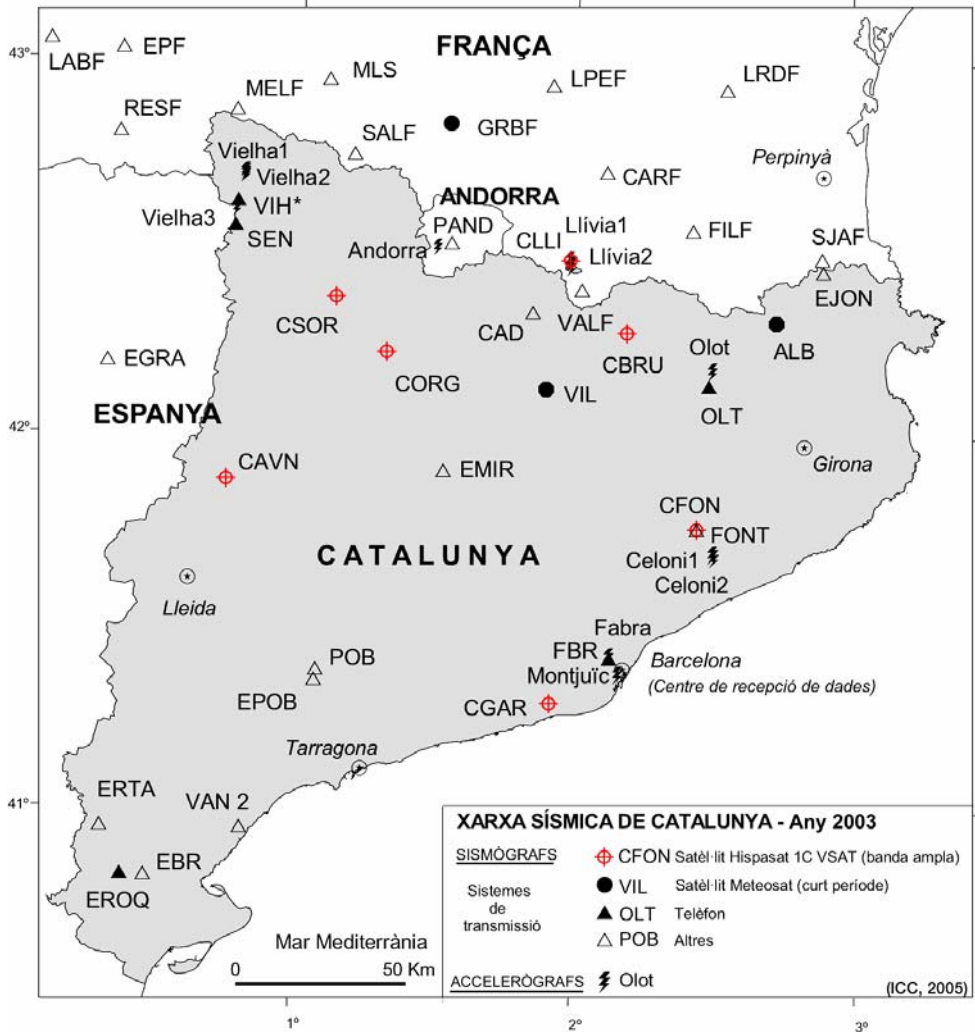 FRANÇA
43°
LABF
EPF
MELF
MLS
LPEF
LRDF
RESF
SALF
GRBF
Vielha1
Vielha2
Perpinyà
CARF
ANDORRA
Vielha3
VIH*
SEN
PAND
Andorra
CLLI
Llívia1
Llívia2
FILF
SJAF
EJON
CSOR
CAD
VALF
CBRU
Olot
ALB
EGRA
CORG
VIL
OLT
ESPANYA
42°
CAVN
EMIR
Girona
CFON
FONT
CATALUNYA
Celoni1
Celoni2
Lleida
Fabra
FBR
POB
Montjuïc
Barcelona
(Centre de recepció de dades)
EPOB
CGAR
Tarragona
ERTA
VAN 2
41°
EBR
EROQ
Mar Mediterrània
0 50 Km
XARXA SÍSMICA DE CATALUNYA - Any 2003
SISMÒGRAFS
CFON Satèl·lit Hispasat 1C VSAT (banda ampla)
Sistemes
de
transmissió
VIL Satèl·lit Meteosat (curt període)
OLT Telèfon
POB Altres
ACCELERÒGRAFS
Olot
(ICC, 2005)
1° 2° 3°